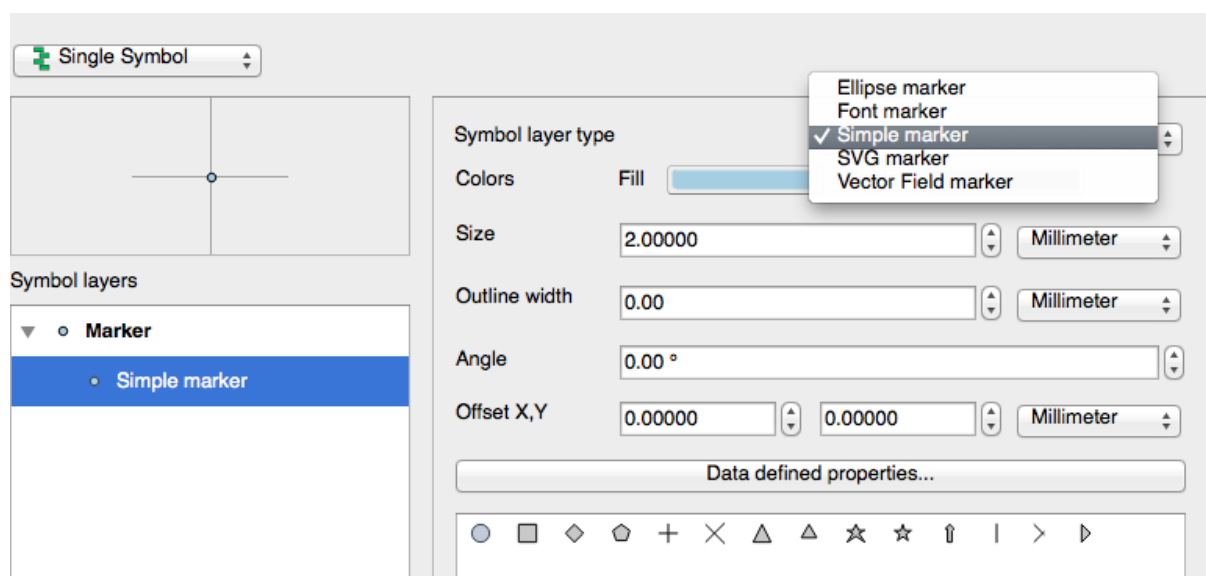 Single Symbol
Ellipse marker
Font marker
Symbol layer type ✓ Simple marker
SVG marker
Colors Fill
Vector Field marker
Size 2.00000 Millimeter
Symbol layers
Outline width 0.00 Millimeter
Marker
Angle 0.00 °
Simple marker
Offset X,Y 0.00000 0.00000 Millimeter
Data defined properties...